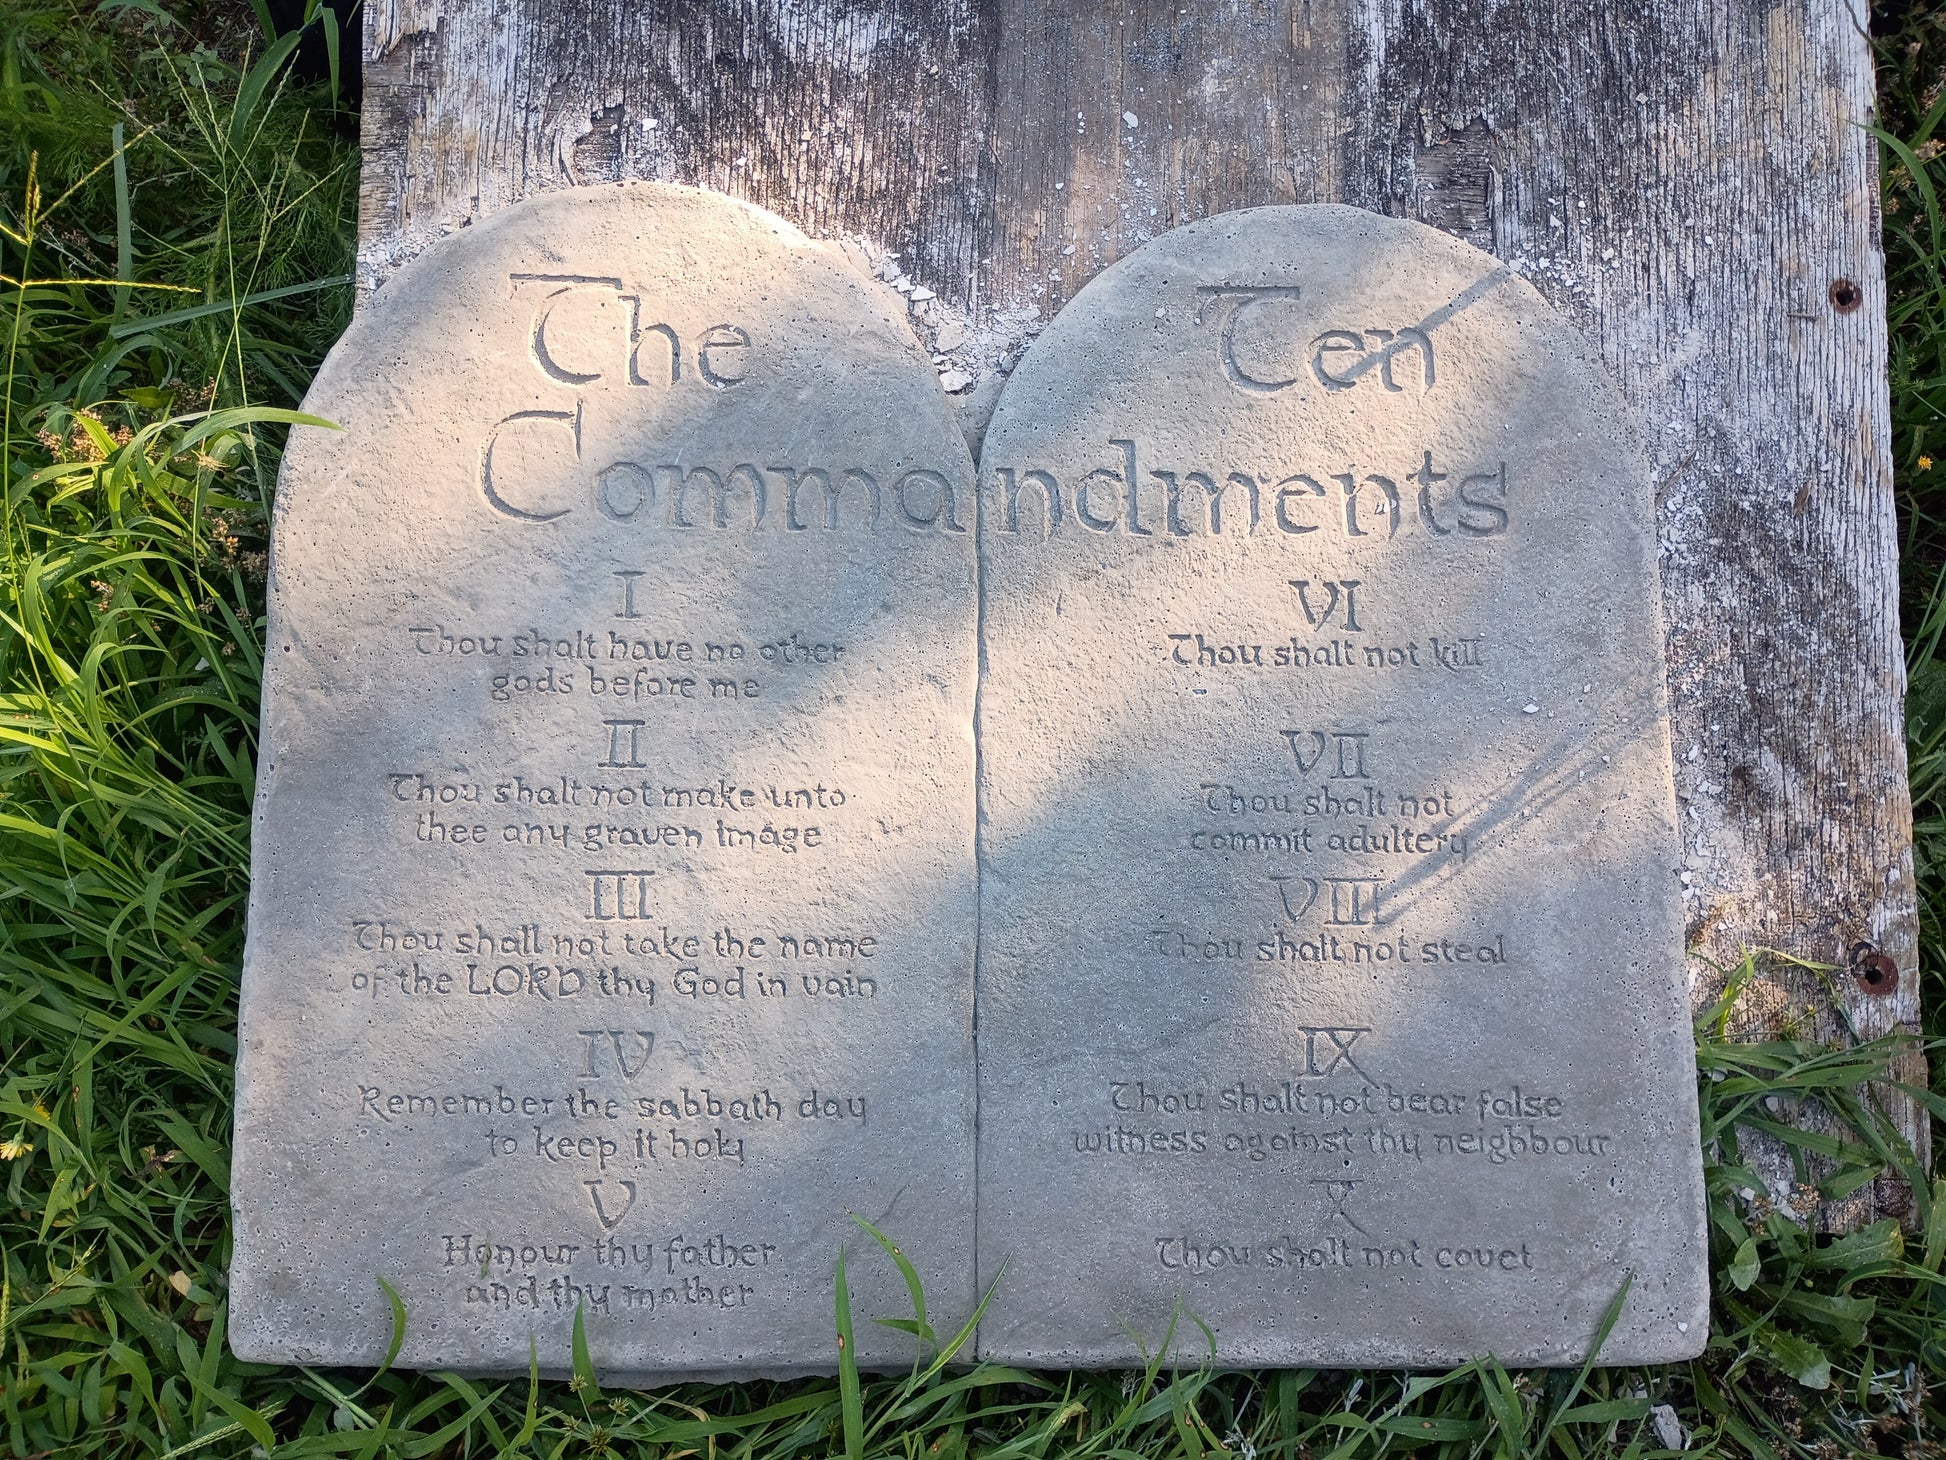 The Ten
Commandments
I
Thou shalt have no other
gods before me
II
Thou shalt not make unto
thee any graven image
III
Thou shall not take the name
of the LORD thy God in vain
IV
Remember the sabbath day
to keep it holy
V
Honour thy father
and thy mother
VI
Thou shalt not kill
VII
Thou shalt not
commit adultery
VIII
Thou shalt not steal
IX
Thou shalt not bear false
witness against thy neighbour
X
Thou shalt not covet